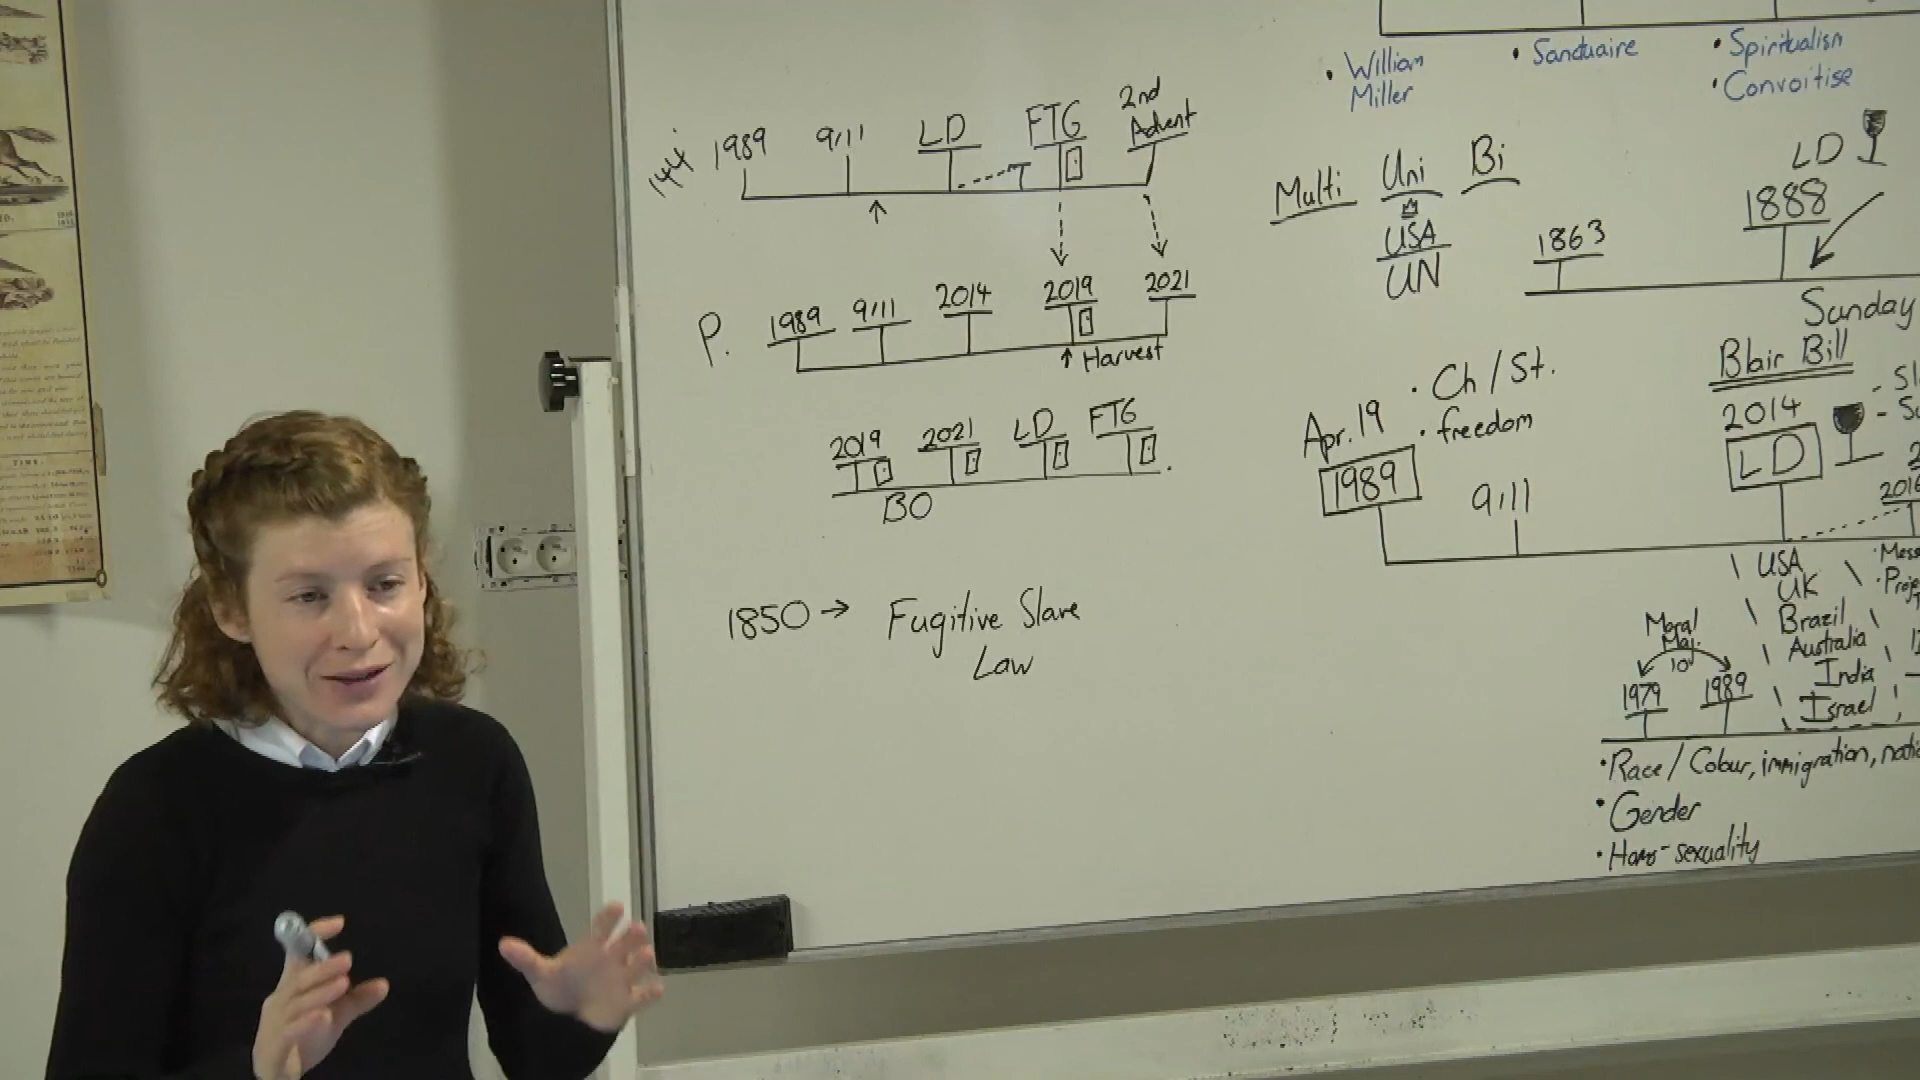 144
1989 9/11 LD FTG 2nd Advent
P.
1989 9/11 2014 2019 2021
Harvest
2019 2021 LD FTG
BO
1850 → Fugitive Slave
Law
• William
Miller
• Sanctuaire
• Spiritualism
• Convoitise
Multi Uni Bi
USA
UN
1863
LD
1888
Sunday
Blair Bill
• Ch / St.
• freedom
Apr. 19
1989
9/11
2014
LD
2016
USA
UK
Brazil
Australia
India
Israel
Moral
Maj.
10
1979 1989
• Race / Colour, immigration,
• Gender
• Homo-sexuality
TIME.